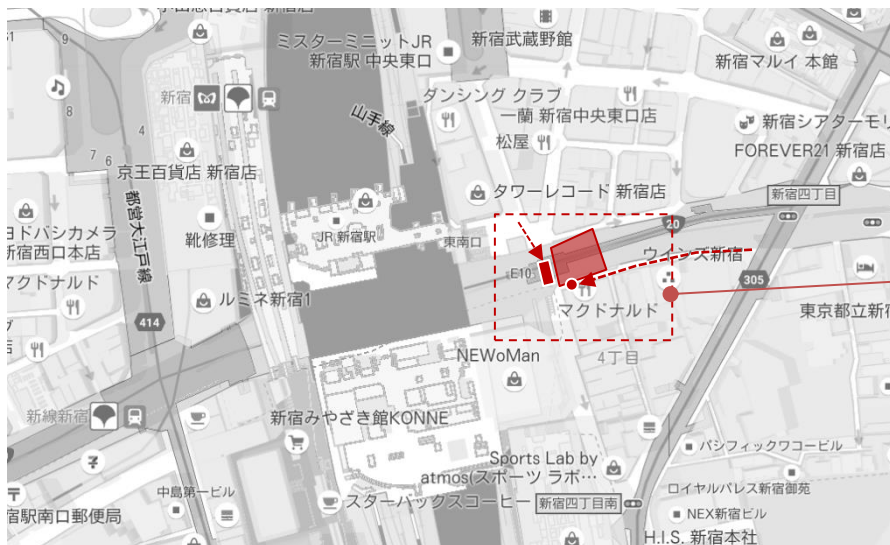 新宿武蔵野館
ミスターミニットJR
新宿駅 中央東口
新宿マルイ 本館
9
8
新宿
4
7
6
ダンシング クラブ
一蘭 新宿中央東口店
山手線
松屋
新宿シアターモリ
FOREVER21 新宿店
京王百貨店 新宿店
タワーレコード 新宿店
新宿四丁目
都営大江戸線
ヨドバシカメラ
新宿西口本店
靴修理
JR 新宿駅
東南口
20
ウインズ新宿
E10
マクドナルド
ルミネ新宿1
マクドナルド
305
東京都立新宿
414
NEWoMan
4丁目
新線新宿
新宿みやざき館KONNE
パシフィックワコービル
Sports Lab by
atmos(スポーツ ラボ…
ロイヤルパレス新宿御苑
中島第一ビル
スターバックスコーヒー
新宿四丁目南
宿駅南口郵便局
NEX新宿ビル
H.I.S. 新宿本社